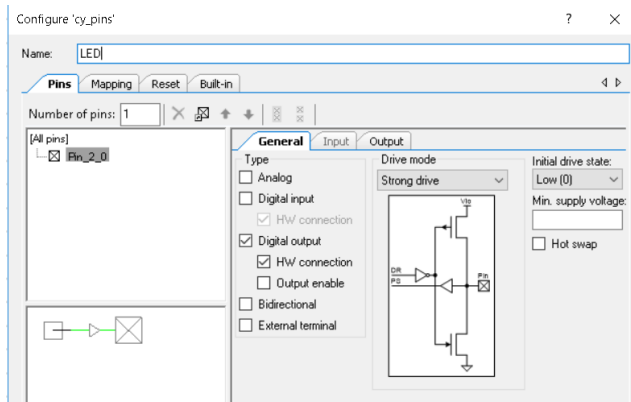 Configure 'cy_pins' ? ×
Name: LED
Pins Mapping Reset Built-in
Number of pins: 1
[All pins]
Pin_2_0
General Input Output
Type
Analog
Digital input
HW connection
Digital output
HW connection
Output enable
Bidirectional
External terminal
Drive mode
Strong drive
Vio
DR
PS
Pin
Initial drive state:
Low (0)
Min. supply voltage:
Hot swap